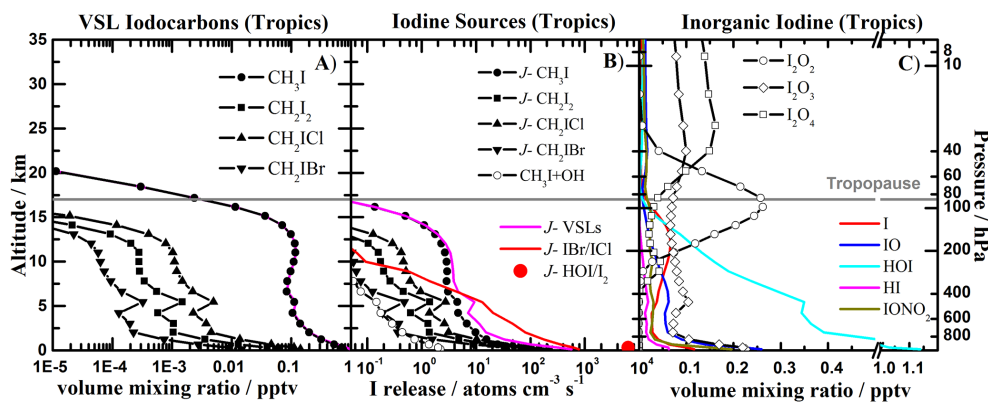 VSL Iodocarbons (Tropics)
Iodine Sources (Tropics)
Inorganic Iodine (Tropics)
A)
B)
C)
CH3I
CH2I2
CH2ICl
CH2IBr
J- CH3I
J- CH2I2
J- CH2ICl
J- CH2IBr
CH3I+OH
J- VSLs
J- IBr/ICl
J- HOI/I2
I2O2
I2O3
I2O4
Tropopause
I
IO
HOI
HI
IONO2
Altitude / km
35
30
25
20
15
10
5
0
Pressure / hPa
8
10
40
60
80
100
200
400
600
800
1E-5 1E-4 1E-3 0.01 0.1
volume mixing ratio / pptv
10-1 100 101 102 103 104
I release / atoms cm-3 s-1
0.1 0.2 0.3 0.4 1.0 1.1
volume mixing ratio / pptv